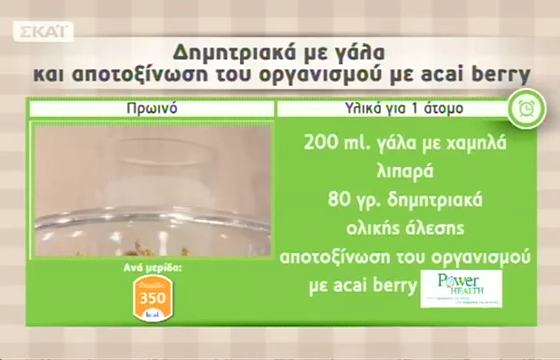 ΣΚΑΪ
Δημητριακά με γάλα
και αποτοξίνωση του οργανισμού με acai berry
Πρωινό
Υλικά για 1 άτομο
200 ml. γάλα με χαμηλά
λιπαρά
80 γρ. δημητριακά
ολικής άλεσης
αποτοξίνωση του οργανισμού
με acai berry
Power
HEALTH
Ανά μερίδα:
350
kcal